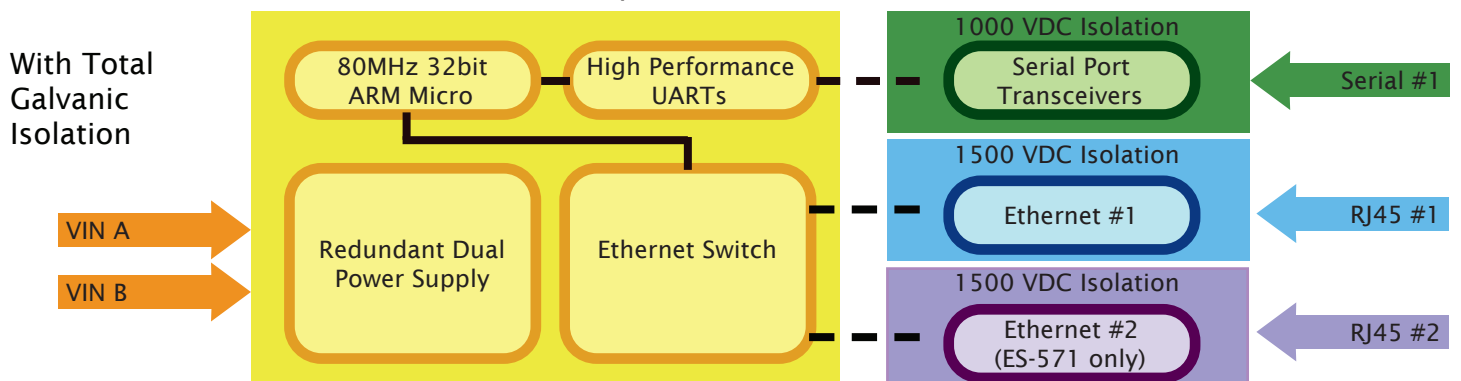 With Total
Galvanic
Isolation
VIN A
VIN B
80MHz 32bit
ARM Micro
High Performance
UARTs
Redundant Dual
Power Supply
Ethernet Switch
1000 VDC Isolation
Serial Port
Transceivers
Serial #1
1500 VDC Isolation
Ethernet #1
RJ45 #1
1500 VDC Isolation
Ethernet #2
(ES-571 only)
RJ45 #2